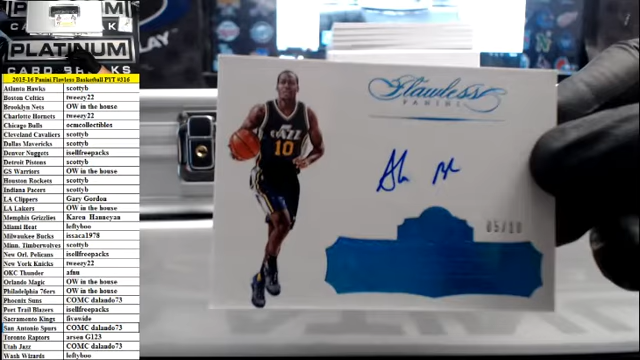 PLATINUM
PLATINUM
CARD BREAKS
2015-16 Panini Flawless Basketball PYT #316
Atlanta Hawks scottyb
Boston Celtics tweezy22
Brooklyn Nets OW in the house
Charlotte Hornets tweezy22
Chicago Bulls ocmcollectibles
Cleveland Cavaliers scottyb
Dallas Mavericks scottyb
Denver Nuggets isellfreepacks
Detroit Pistons scottyb
GS Warriors OW in the house
Houston Rockets scottyb
Indiana Pacers scottyb
LA Clippers Gary Gordon
LA Lakers OW in the house
Memphis Grizzlies Karen Hanneyan
Miami Heat leftyboo
Milwaukee Bucks issaca1978
Minn. Timberwolves scottyb
New Orl. Pelicans isellfreepacks
New York Knicks tweezy22
OKC Thunder afnu
Orlando Magic OW in the house
Philadelphia 76ers OW in the house
Phoenix Suns COMC dalando73
Port Trail Blazers isellfreepacks
Sacramento Kings fivewide
San Antonio Spurs COMC dalando73
Toronto Raptors arsen G123
Utah Jazz COMC dalando73
Wash Wizards leftyboo
Flawless
PANINI
JAZZ
10
05/10